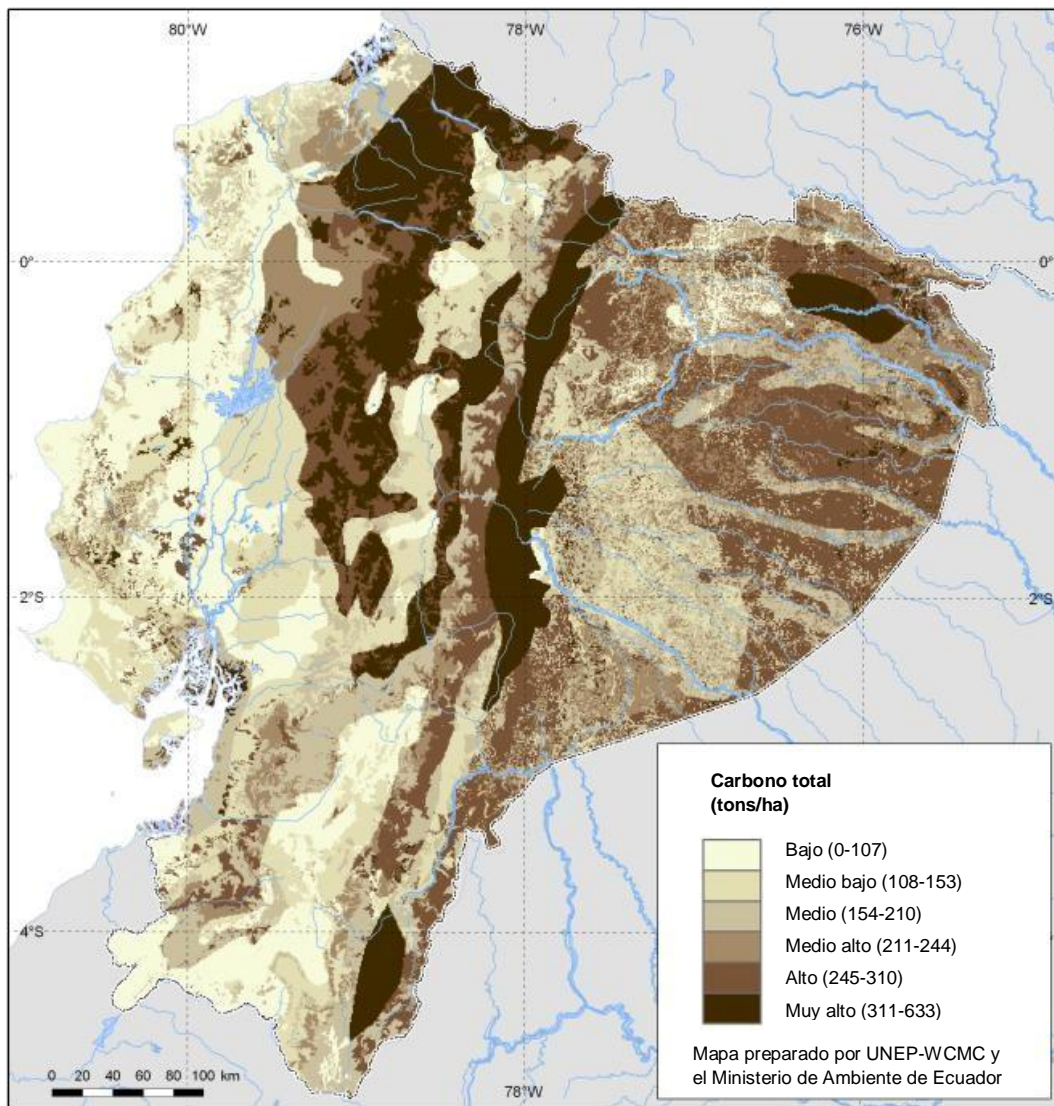 80°W
78°W
76°W
0°
0°
2°S
2°S
4°S
78°W
0 20 40 60 80 100 km
Carbono total
(tons/ha)
Bajo (0-107)
Medio bajo (108-153)
Medio (154-210)
Medio alto (211-244)
Alto (245-310)
Muy alto (311-633)
Mapa preparado por UNEP-WCMC y
el Ministerio de Ambiente de Ecuador